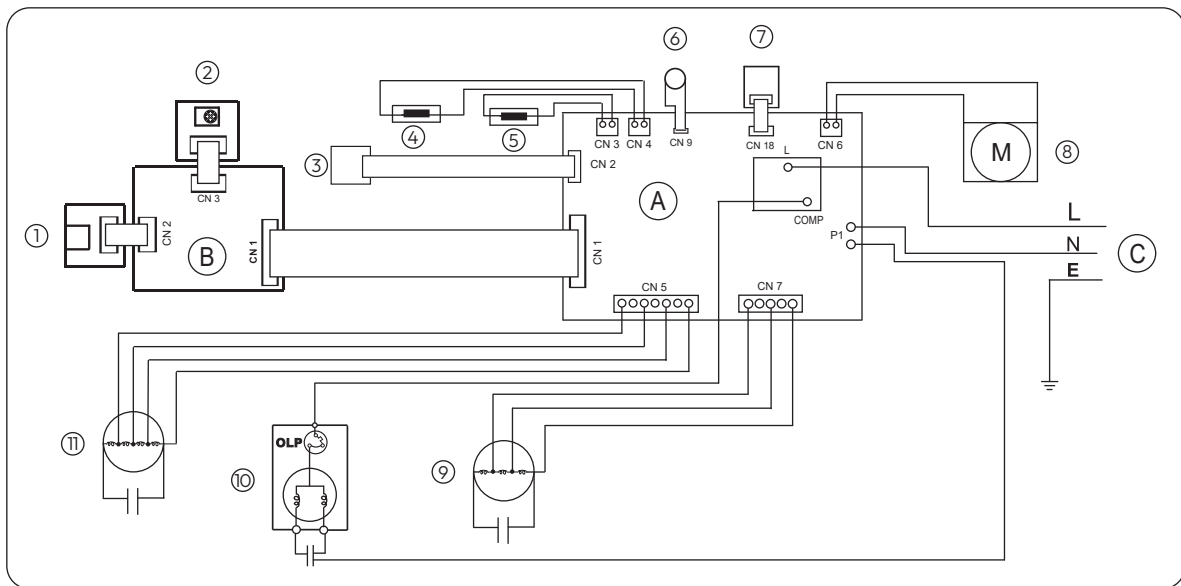 ⑥
⑦
②
④
⑤
CN 3
CN 4
CN 9
CN 18
CN 6
M
⑧
③
CN 2
L
A
COMP
CN 3
①
CN 2
B
CN 1
CN 1
P1
L
N
E
C
CN 5
CN 7
⑪
OLP
⑩
⑨